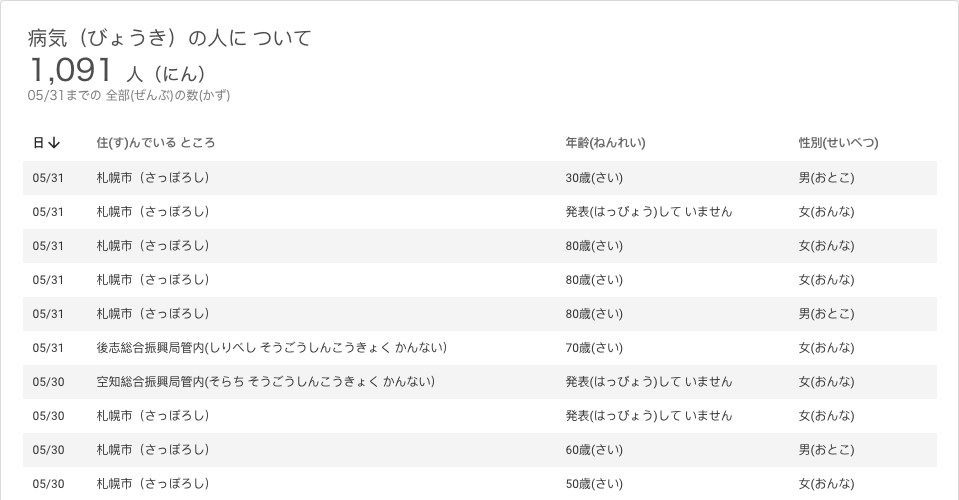 病気（びょうき）の人に ついて
1,091 人（にん）
05/31までの 全部(ぜんぶ)の数(かず)
日↓ 住(す)んでいる ところ 年齢(ねんれい) 性別(せいべつ)
05/31 札幌市（さっぽろし） 30歳(さい) 男(おとこ)
05/31 札幌市（さっぽろし） 発表(はっぴょう)して いません 女(おんな)
05/31 札幌市（さっぽろし） 80歳(さい) 女(おんな)
05/31 札幌市（さっぽろし） 80歳(さい) 女(おんな)
05/31 札幌市（さっぽろし） 80歳(さい) 男(おとこ)
05/31 後志総合振興局管内(しりべし そうごうしんこうきょく かんない) 70歳(さい) 女(おんな)
05/30 空知総合振興局管内(そらち そうごうしんこうきょく かんない) 発表(はっぴょう)して いません 女(おんな)
05/30 札幌市（さっぽろし） 発表(はっぴょう)して いません 女(おんな)
05/30 札幌市（さっぽろし） 60歳(さい) 男(おとこ)
05/30 札幌市（さっぽろし） 50歳(さい) 女(おんな)